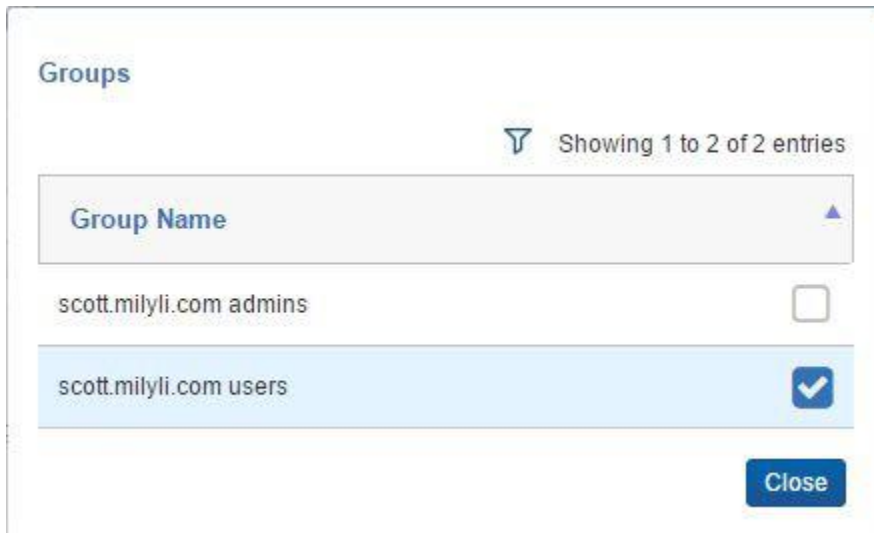 Groups
Showing 1 to 2 of 2 entries
Group Name
scott.milyli.com admins
scott.milyli.com users
Close